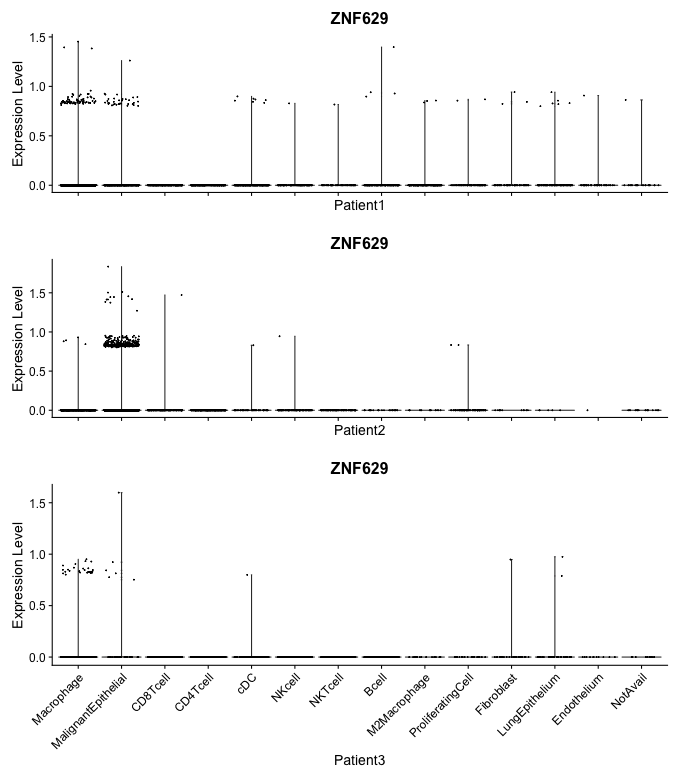 ZNF629
Expression Level
1.5
1.0
0.5
0.0
Patient1
ZNF629
Expression Level
1.5
1.0
0.5
0.0
Patient2
ZNF629
Expression Level
1.5
1.0
0.5
0.0
Macrophage
MalignantEpithelial
CD8Tcell
CD4Tcell
cDC
NKcell
NKTcell
Bcell
M2Macrophage
ProliferatingCell
Fibroblast
LungEpithelium
Endothelium
NotAvail
Patient3